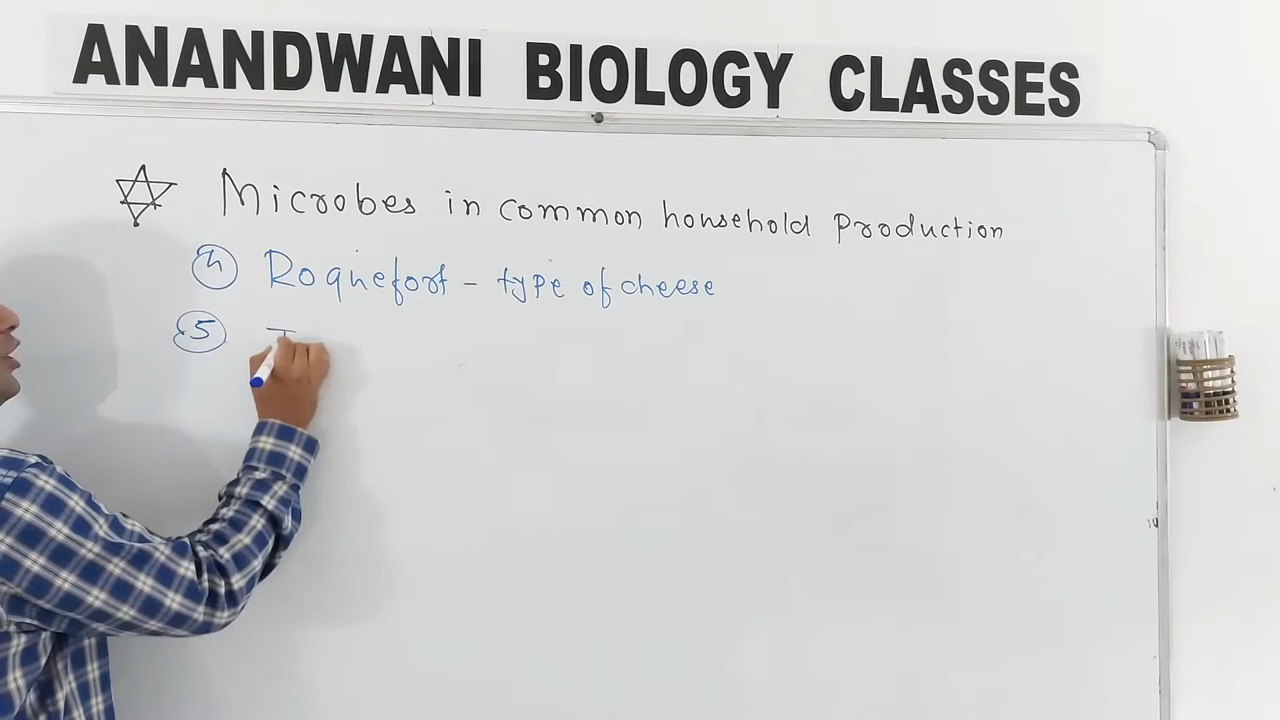 ANANDWANI BIOLOGY CLASSES
Microbes in common household production
4 Roquefort - type of cheese
5 T